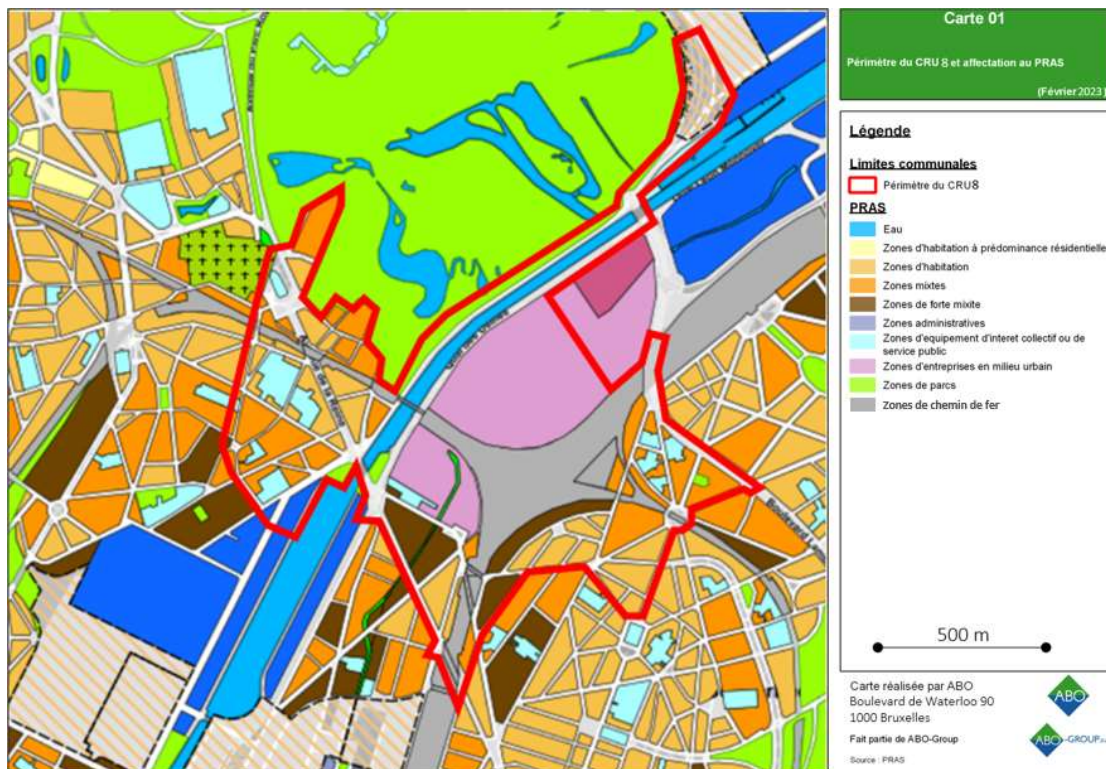 Carte 01
Périmètre du CRU 8 et affectation au PRAS
(Février 2023)
Légende
Limites communales
Périmètre du CRU8
PRAS
Eau
Zones d'habitation à prédominance résidentielle
Zones d'habitation
Zones mixtes
Zones de forte mixite
Zones administratives
Zones d'equipement d'interet collectif ou de
service public
Zones d'entreprises en milieu urbain
Zones de parcs
Zones de chemin de fer
500 m
Carte réalisée par ABO
Boulevard de Waterloo 90
1000 Bruxelles
Fait partie de ABO-Group
Source : PRAS
ABO
ABO-GROUP
Boulevard